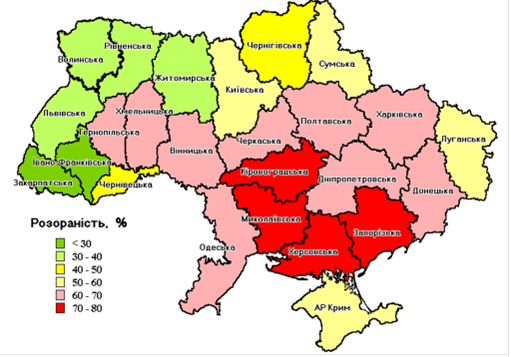 Волинська
Рівненська
Житомирська
Чернігівська
Сумська
Київська
Львівська
Хмельницька
Тернопільська
Полтавська
Харківська
Луганська
Черкаська
Вінницька
Івано-Франківська
Закарпатська
Чернівецька
Кіровоградська
Дніпропетровська
Донецька
Миколаївська
Запорізька
Одеська
Херсонська
АР Крим
Розораність, %
< 30
30 - 40
40 - 50
50 - 60
60 - 70
70 - 80